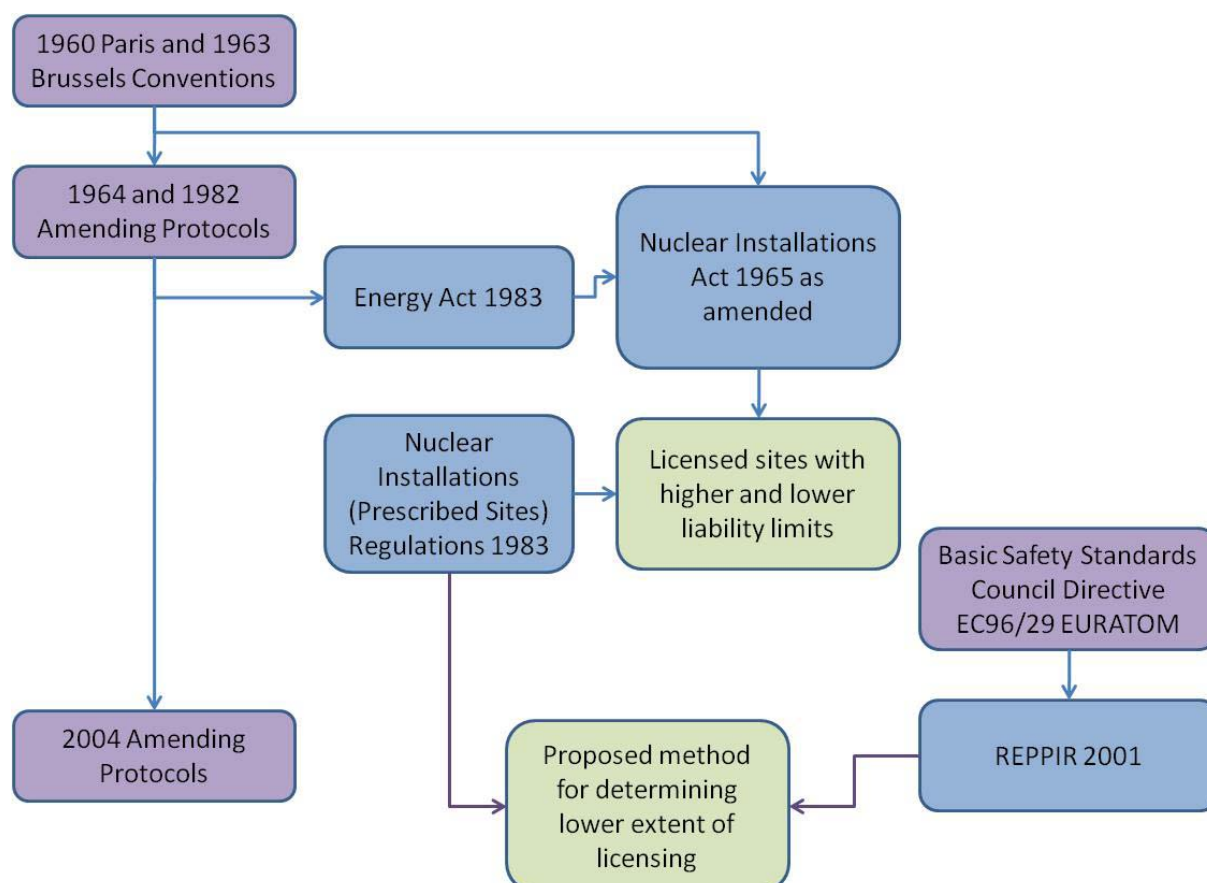 1960 Paris and 1963
Brussels Conventions
1964 and 1982
Amending Protocols
Energy Act 1983
Nuclear Installations
Act 1965 as
amended
Nuclear
Installations
(Prescribed Sites)
Regulations 1983
Licensed sites with
higher and lower
liability limits
Basic Safety Standards
Council Directive
EC96/29 EURATOM
2004 Amending
Protocols
Proposed method
for determining
lower extent of
licensing
REPPIR 2001